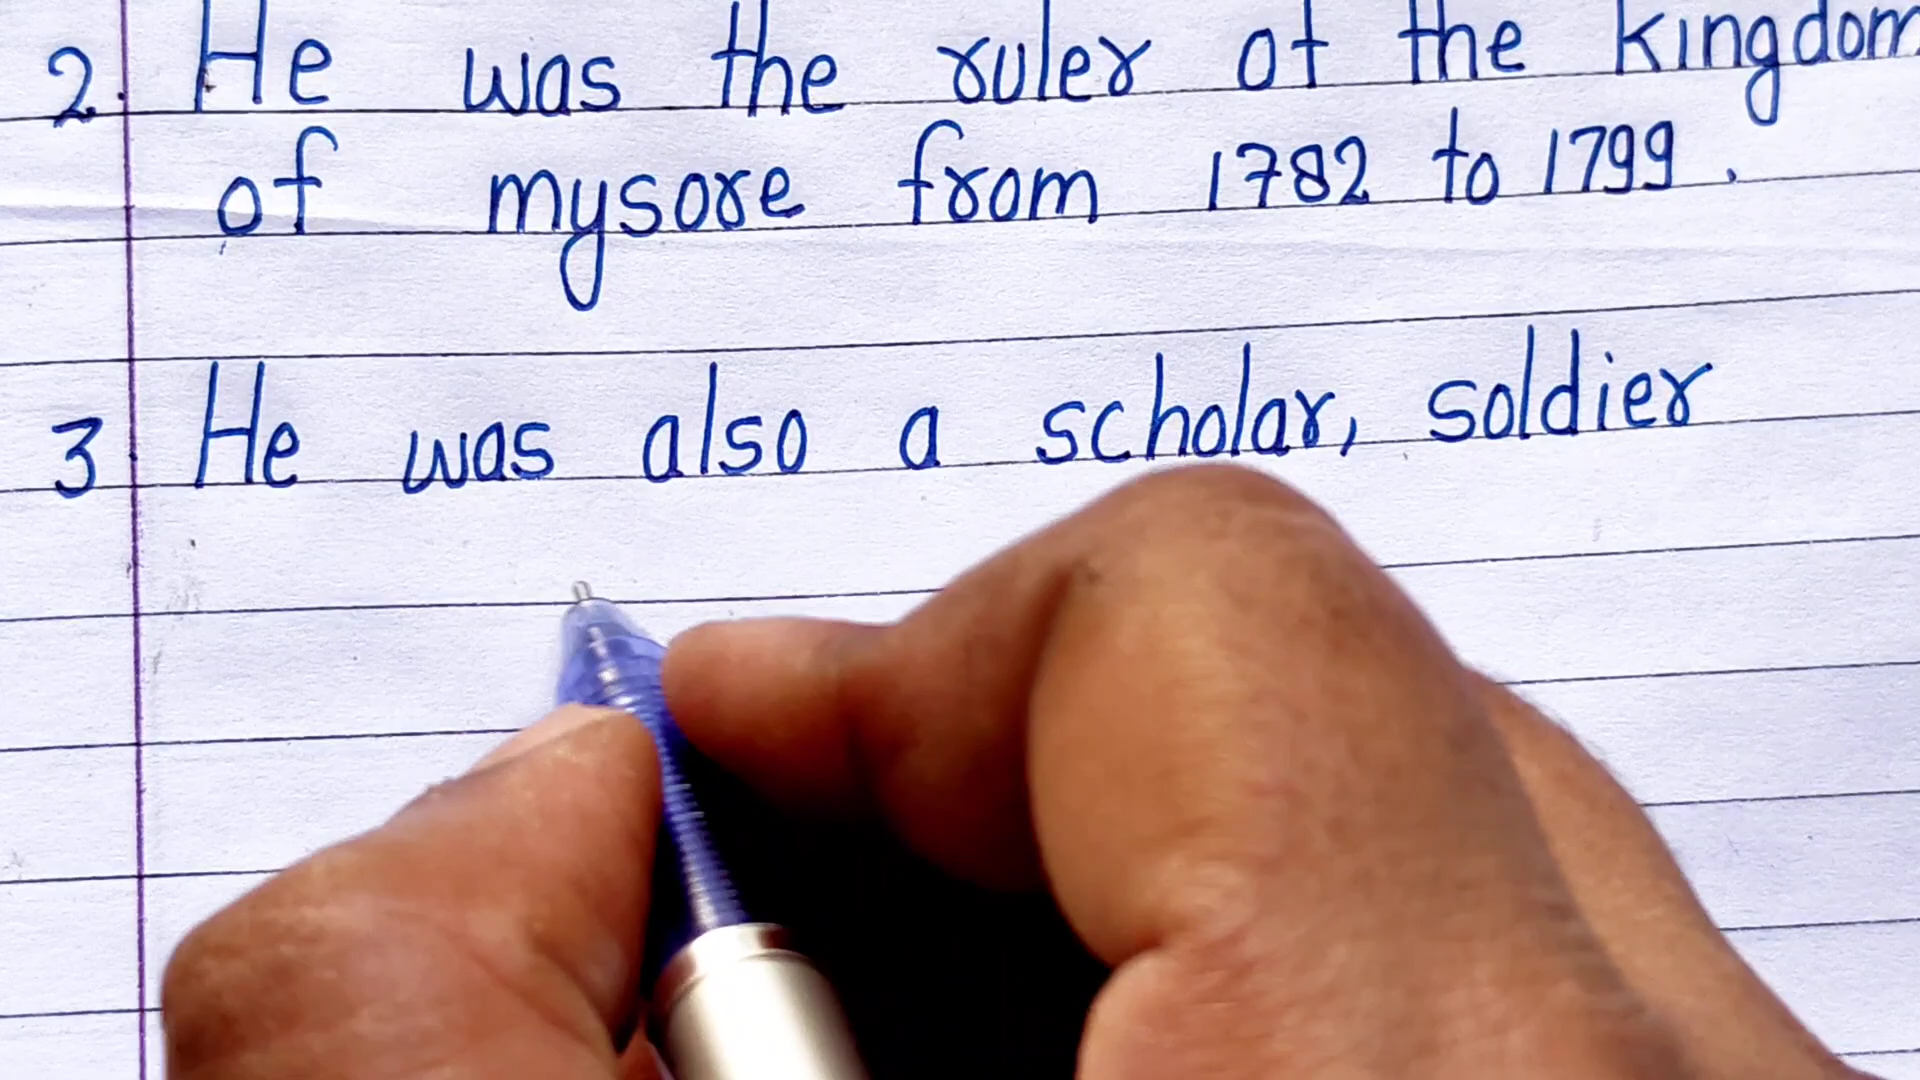 2. He was the ruler of the kingdom
of mysore from 1782 to 1799.
3. He was also a scholar, soldier